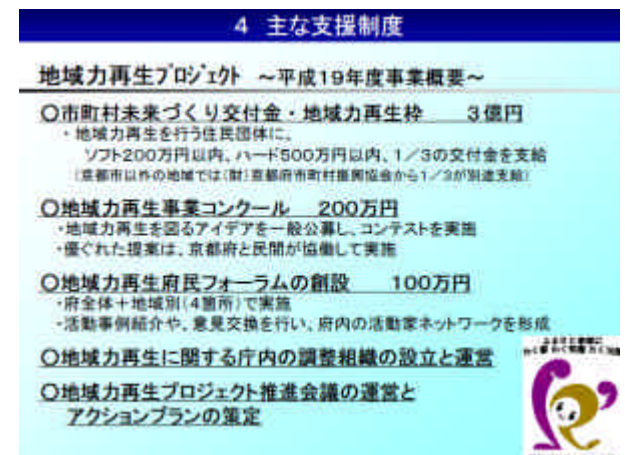 4 主な支援制度
地域力再生プロジェクト ～平成19年度事業概要～
○市町村未来づくり交付金・地域力再生枠 3億円
・地域力再生を行う住民団体に、
ソフト200万円以内、ハード500万円以内、1／3の交付金を支給
（京都市以外の地域では（財）京都府市町村振興協会から1／3が別途支給）
○地域力再生事業コンクール 200万円
・地域力再生を図るアイデアを一般公募し、コンテストを実施
・優ぐれた提案は、京都府と民間が協働して実施
○地域力再生府民フォーラムの創設 100万円
・府全体＋地域別（4箇所）で実施
・活動事例紹介や、意見交換を行い、府内の活動家ネットワークを形成
○地域力再生に関する庁内の調整組織の設立と運営
○地域力再生プロジェクト推進会議の運営と
アクションプランの策定